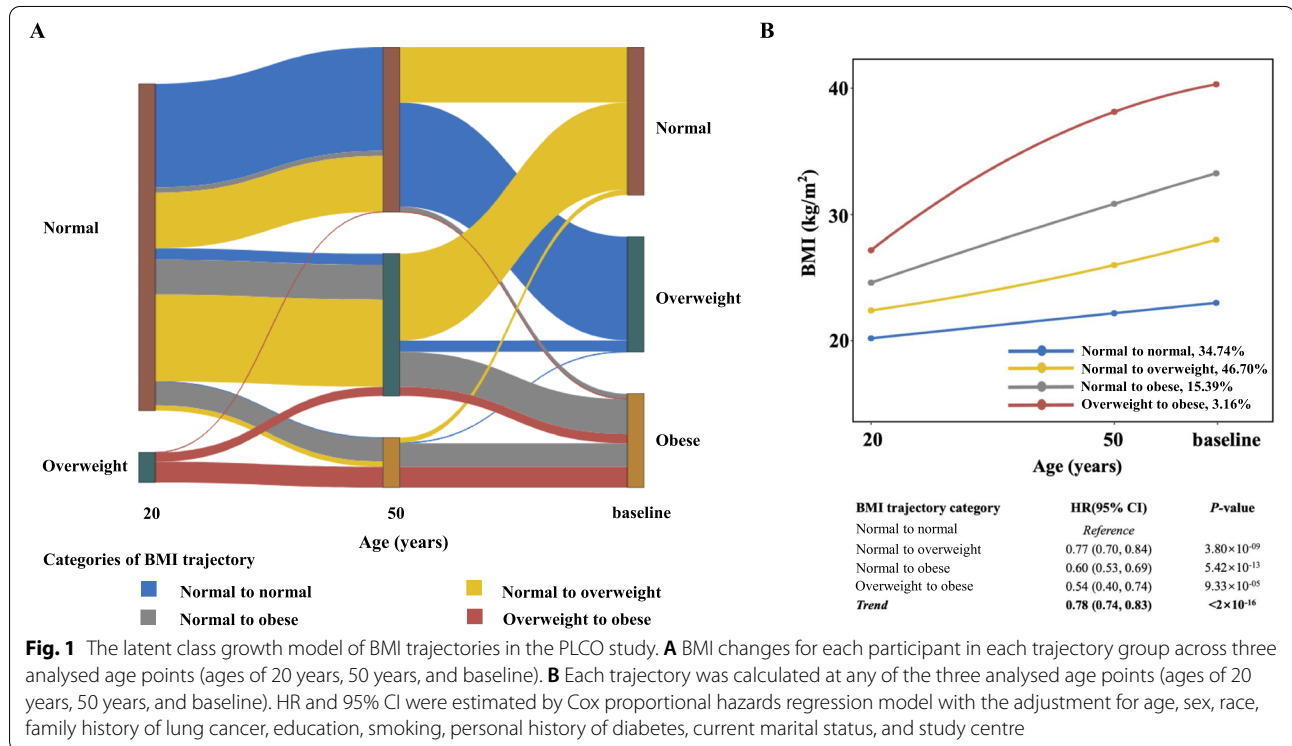 A
Normal
Overweight
Normal
Overweight
Obese
20
50
baseline
Age (years)
Categories of BMI trajectory
Normal to normal
Normal to overweight
Normal to obese
Overweight to obese
B
BMI (kg/m²)
40
30
20
Normal to normal, 34.74%
Normal to overweight, 46.70%
Normal to obese, 15.39%
Overweight to obese, 3.16%
20
50
baseline
Age (years)
BMI trajectory category HR(95% CI) P-value
Normal to normal Reference
Normal to overweight 0.77 (0.70, 0.84) 3.80×10⁻⁰⁹
Normal to obese 0.60 (0.53, 0.69) 5.42×10⁻¹³
Overweight to obese 0.54 (0.40, 0.74) 9.33×10⁻⁰⁵
Trend 0.78 (0.74, 0.83) <2×10⁻¹⁶
Fig. 1 The latent class growth model of BMI trajectories in the PLCO study. A BMI changes for each participant in each trajectory group across three
analysed age points (ages of 20 years, 50 years, and baseline). B Each trajectory was calculated at any of the three analysed age points (ages of 20
years, 50 years, and baseline). HR and 95% CI were estimated by Cox proportional hazards regression model with the adjustment for age, sex, race,
family history of lung cancer, education, smoking, personal history of diabetes, current marital status, and study centre